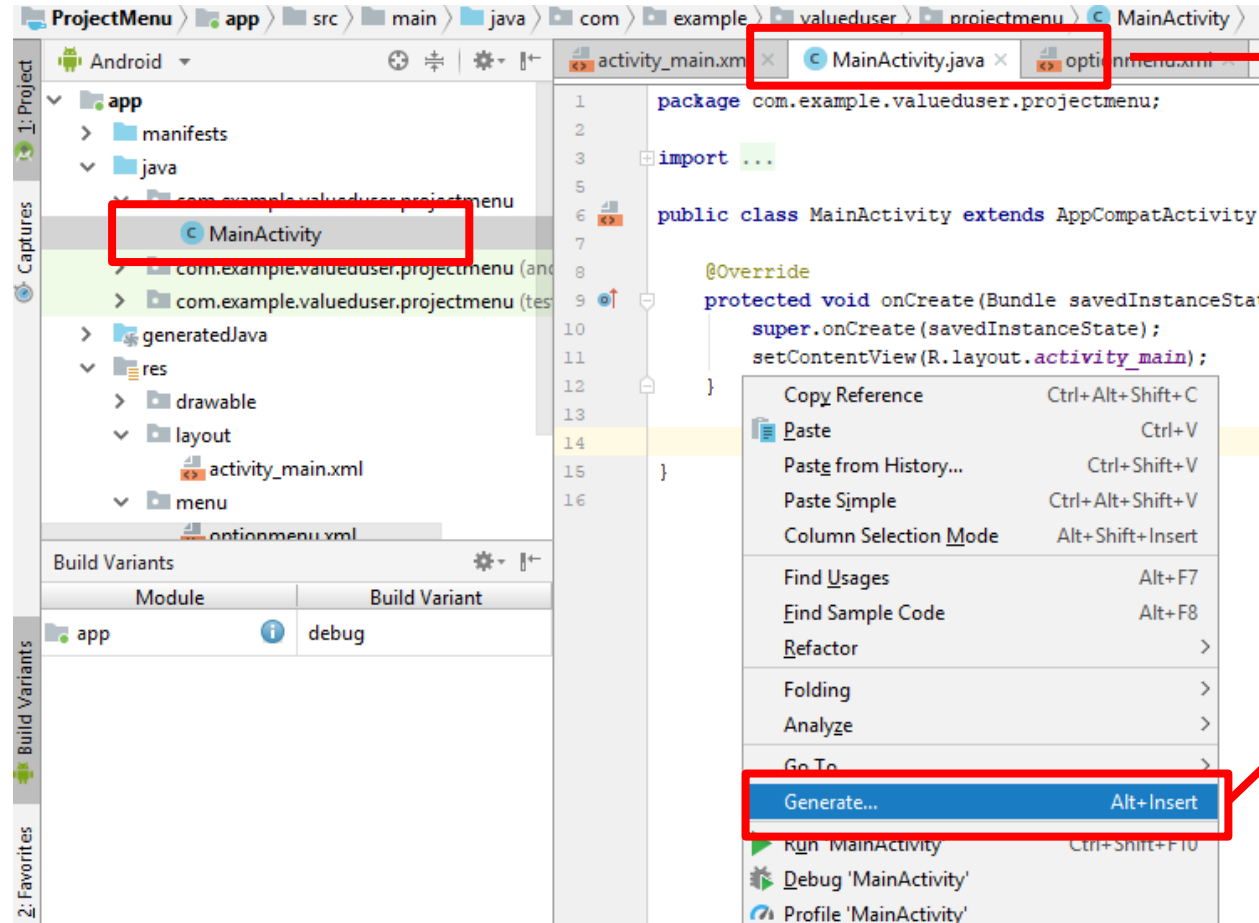 ProjectMenu app src main java com example valueduser projectmenu MainActivity
1: Project
Captures
Build Variants
2: Favorites
Android
app
manifests
java
com.example.valueduser.projectmenu
MainActivity
com.example.valueduser.projectmenu (and
com.example.valueduser.projectmenu (tes
generatedJava
res
drawable
layout
activity_main.xml
menu
optionmenu.xml
Build Variants
Module Build Variant
app debug
activity_main.xm MainActivity.java optionmenu.xml
1 package com.example.valueduser.projectmenu;
2
3 import ...
5
6 public class MainActivity extends AppCompatActivity
7
8 @Override
9 protected void onCreate(Bundle savedInstanceStat
10 super.onCreate(savedInstanceState);
11 setContentView(R.layout.activity_main);
12 }
13
14
15 }
16
Copy Reference Ctrl+Alt+Shift+C
Paste Ctrl+V
Paste from History... Ctrl+Shift+V
Paste Simple Ctrl+Alt+Shift+V
Column Selection Mode Alt+Shift+Insert
Find Usages Alt+F7
Find Sample Code Alt+F8
Refactor
Folding
Analyze
Go To
Generate... Alt+Insert
Run 'MainActivity' Ctrl+Shift+F10
Debug 'MainActivity'
Profile 'MainActivity'